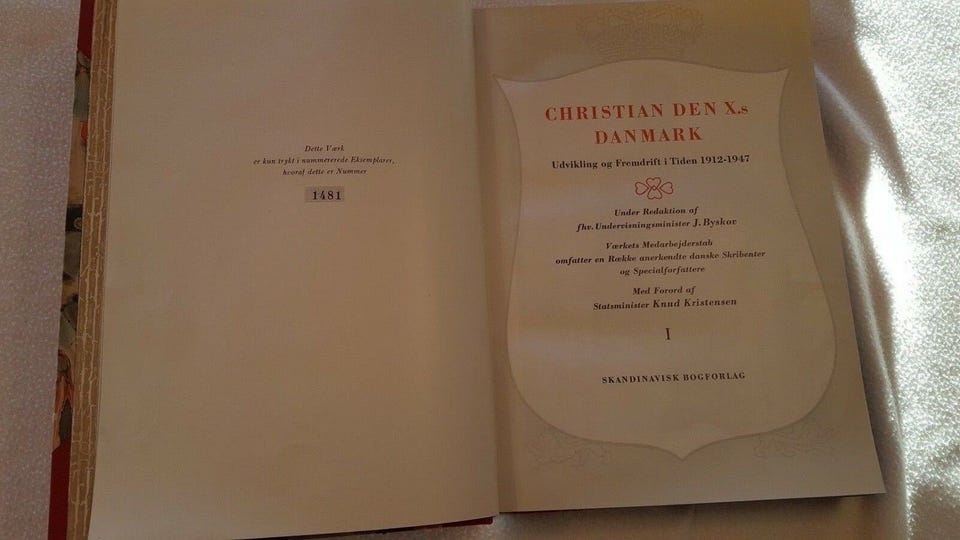 Dette Værk
er kun trykt i nummererede Eksemplarer,
hvoraf dette er Nummer
1481
CHRISTIAN DEN X.s
DANMARK
Udvikling og Fremdrift i Tiden 1912-1947
Under Redaktion af
fhv. Undervisningsminister J. Byskov
Værkets Medarbejderstab
omfatter en Række anerkendte danske Skribenter
og Specialforfattere
Med Forord af
Statsminister Knud Kristensen
I
SKANDINAVISK BOGFORLAG